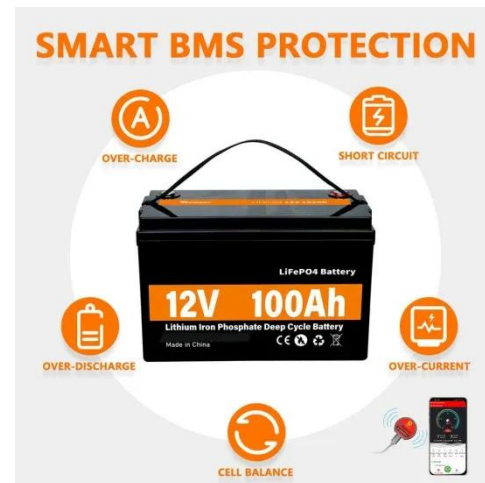 SMART BMS PROTECTION
OVER-CHARGE
SHORT CIRCUIT
LiFePO4 Battery
12V 100Ah
Lithium Iron Phosphate Deep Cycle Battery
Made in China
CE
OVER-DISCHARGE
OVER-CURRENT
CELL BALANCE